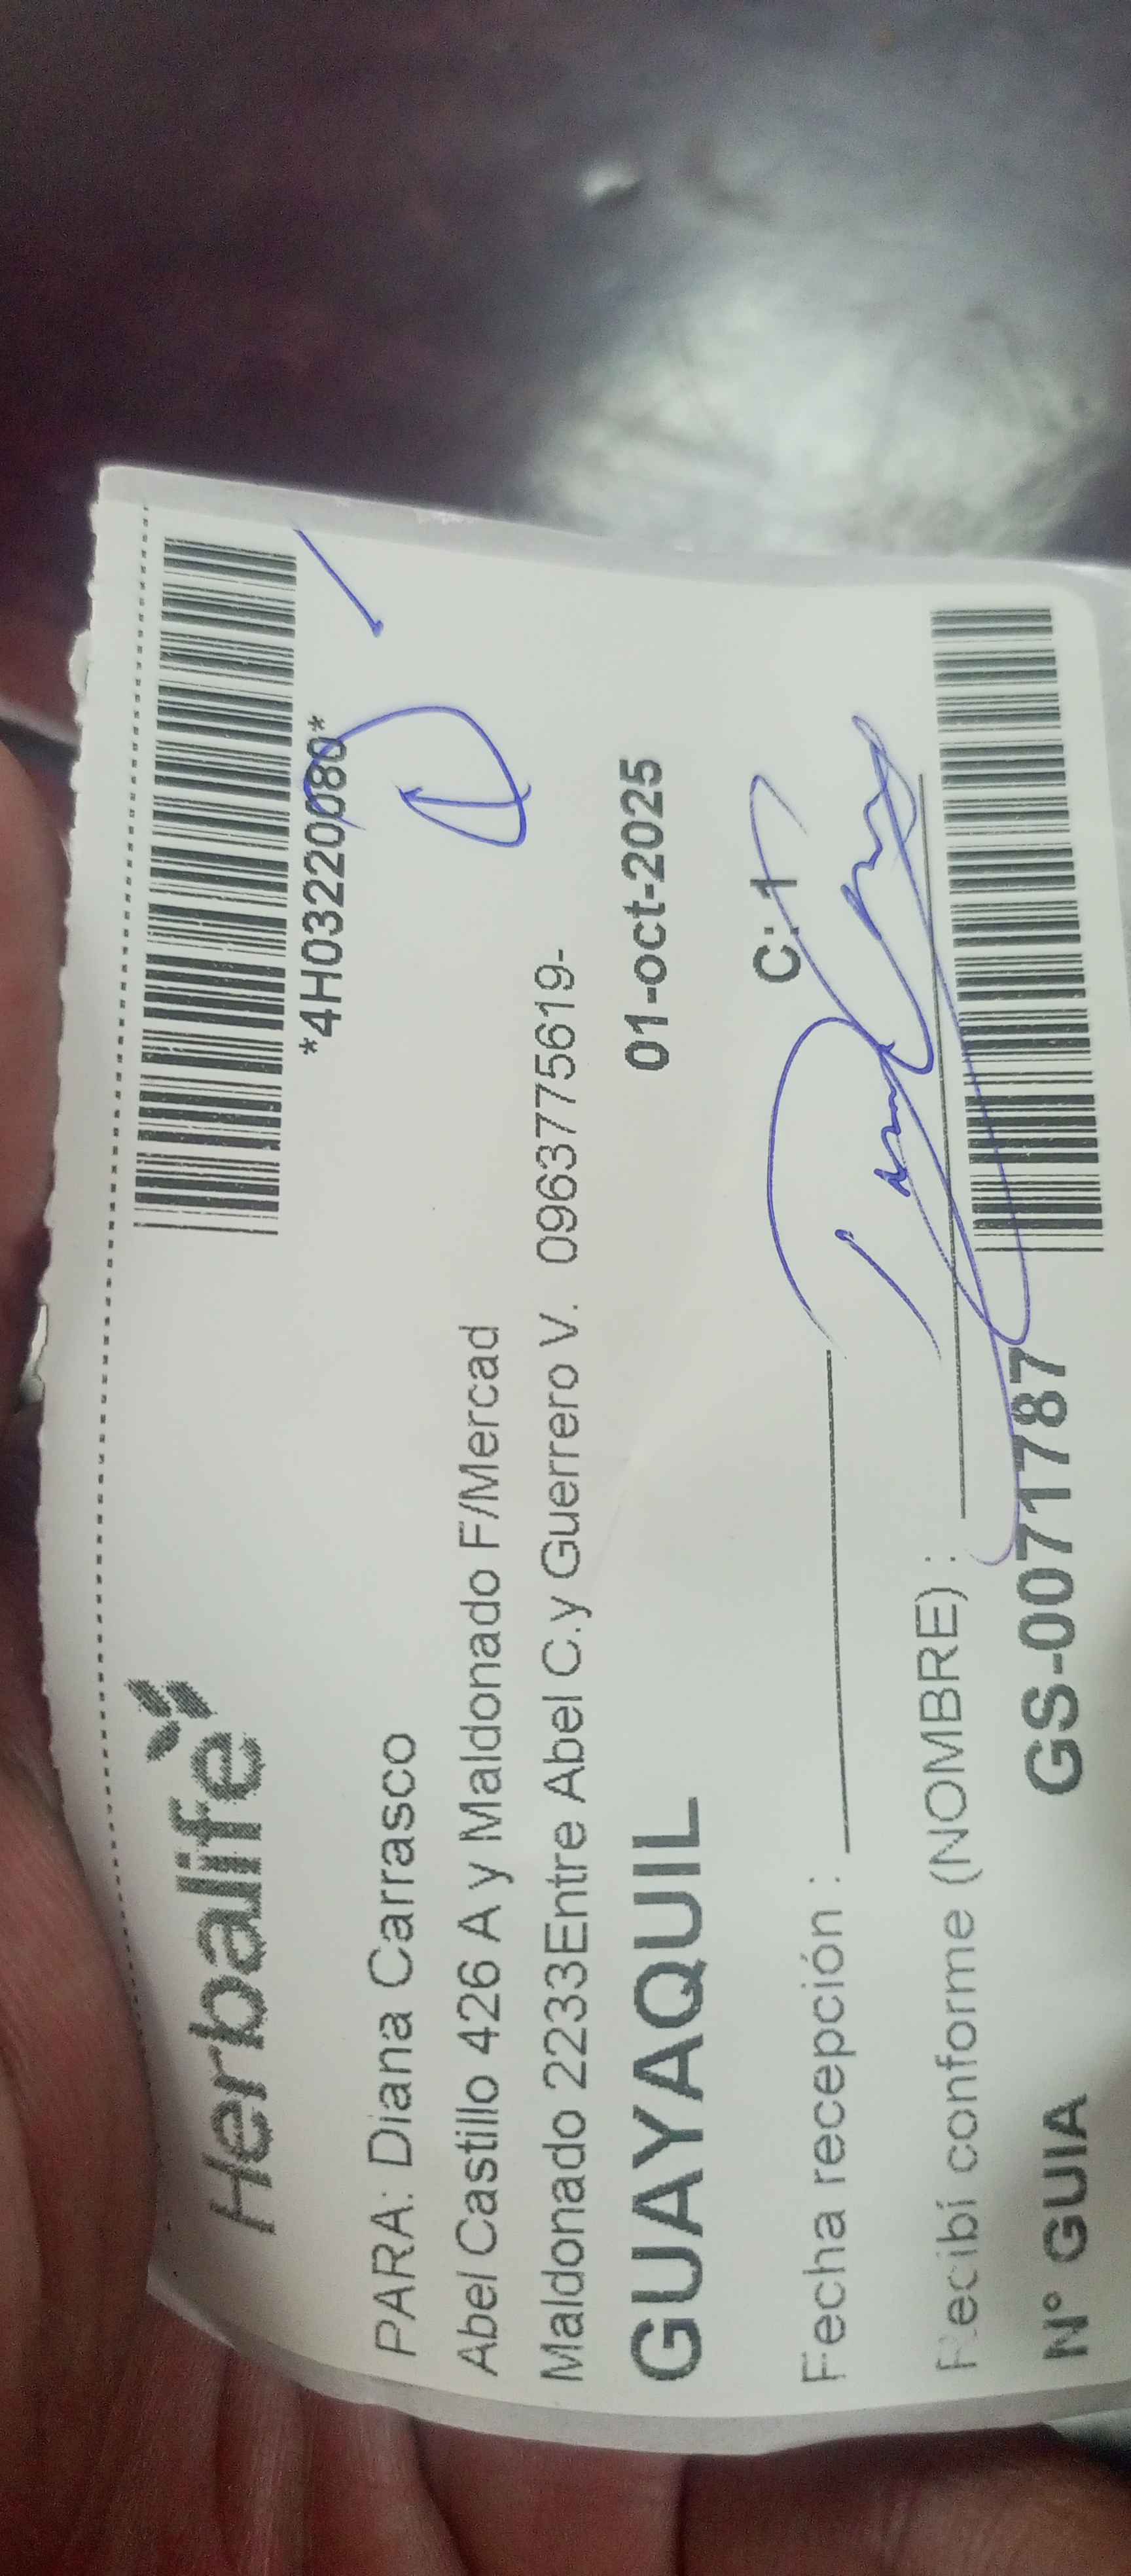 Herbalife
*4H03220080*
PARA: Diana Carrasco
Abel Castillo 426 A y Maldonado F/Mercad
Maldonado 2233Entre Abel C.y Guerrero V. 0963775619-
GUAYAQUIL 01-oct-2025
C: 1
Fecha recepción :
Recibí conforme (NOMBRE) :
N° GUIA GS-0071787